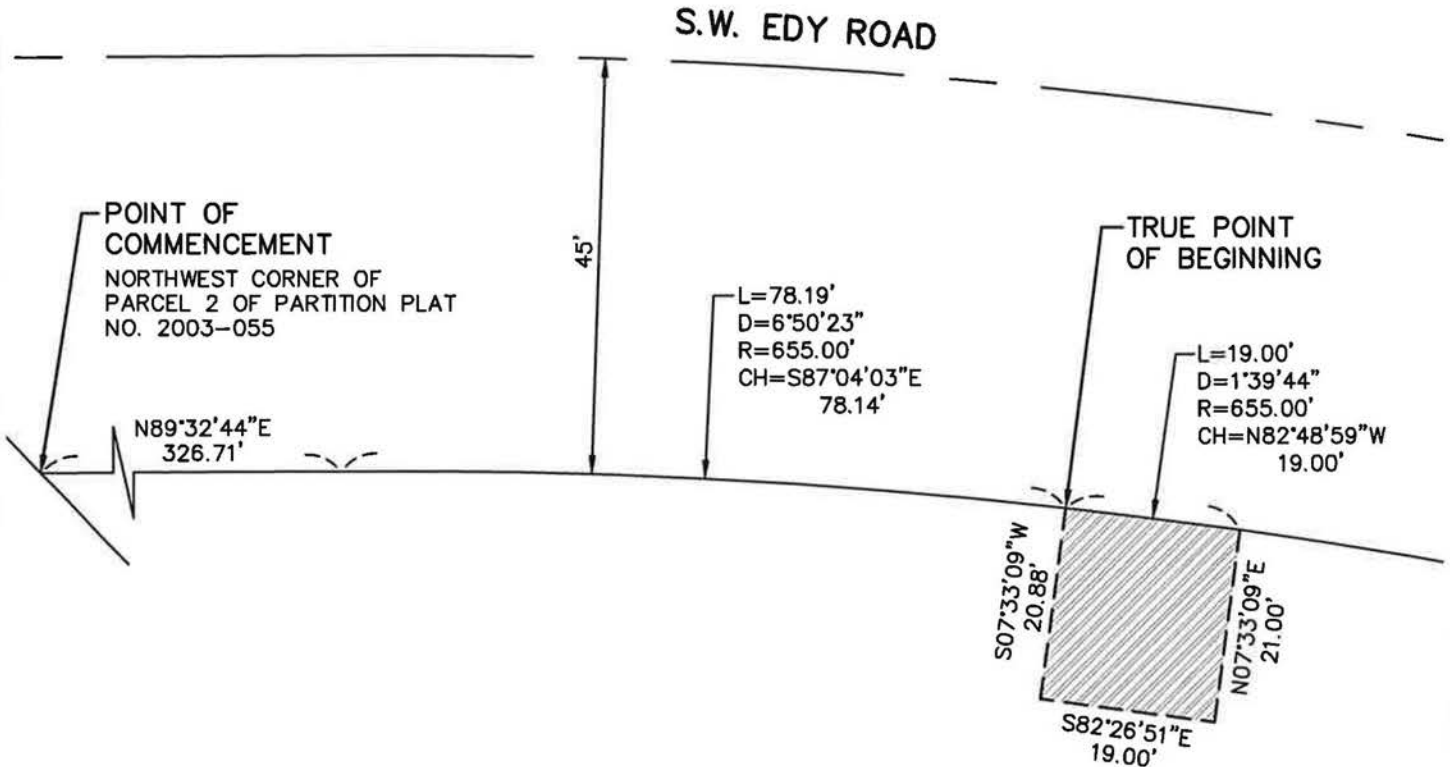 S.W. EDY ROAD
POINT OF
COMMENCEMENT
NORTHWEST CORNER OF
PARCEL 2 OF PARTITION PLAT
NO. 2003-055
45'
TRUE POINT
OF BEGINNING
L=78.19'
D=6°50'23"
R=655.00'
CH=S87°04'03"E
78.14'
L=19.00'
D=1°39'44"
R=655.00'
CH=N82°48'59"W
19.00'
N89°32'44"E
326.71'
S07°33'09"W
20.88'
N07°33'09"E
21.00'
S82°26'51"E
19.00'